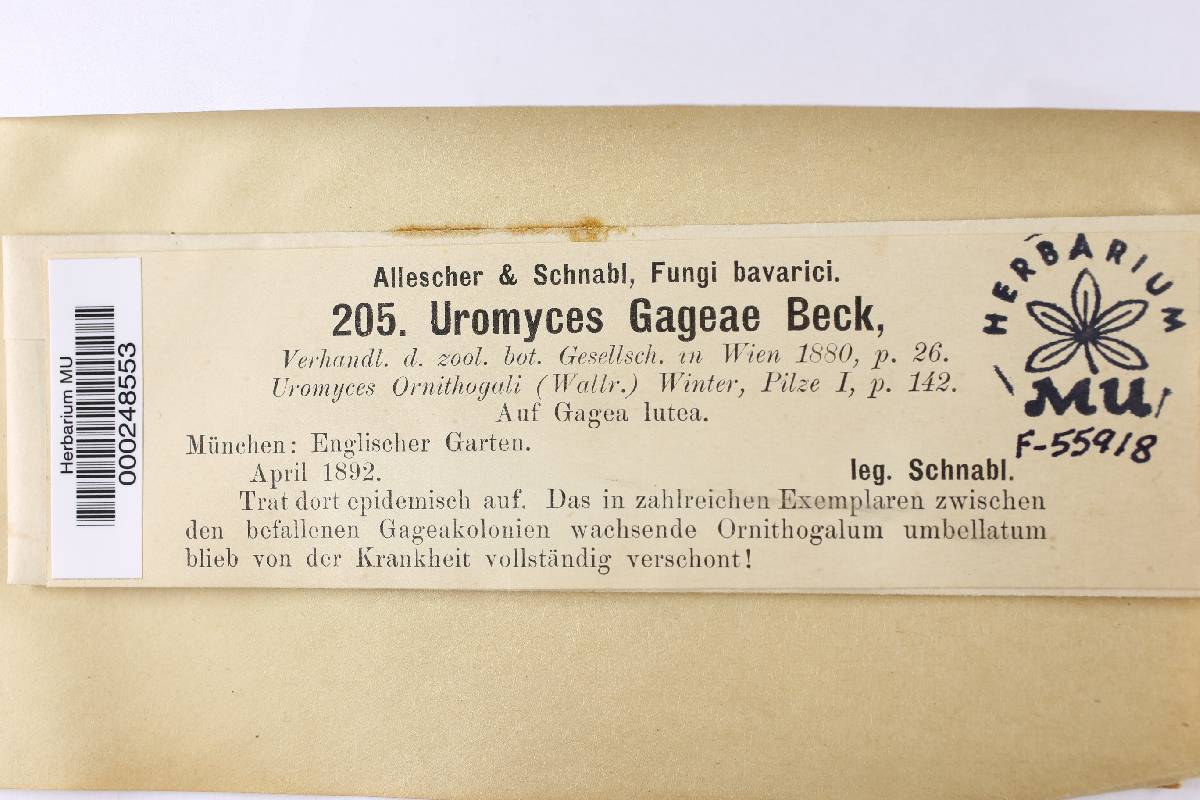 Allescher & Schnabl, Fungi bavarici.
205. Uromyces Gageae Beck,
Verhandl. d. zool. bot. Gesellsch. in Wien 1880, p. 26.
Uromyces Ornithogali (Wallr.) Winter, Pilze I, p. 142.
Auf Gagea lutea.
München: Englischer Garten.
April 1892.
leg. Schnabl.
Trat dort epidemisch auf. Das in zahlreichen Exemplaren zwischen
den befallenen Gageakolonien wachsende Ornithogalum umbellatum
blieb von der Krankheit vollständig verschont!
Herbarium MU
000248553
HERBARIUM
MU
F-55918